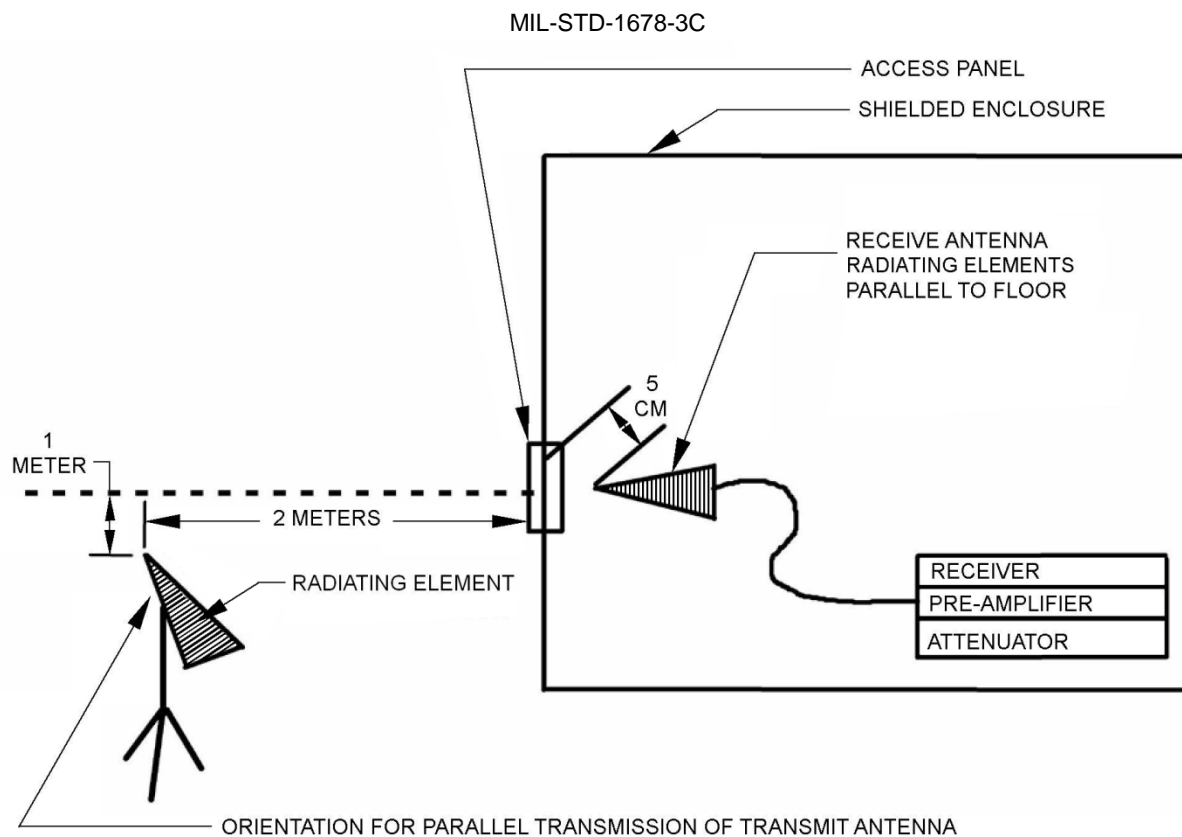 MIL-STD-1678-3C
ACCESS PANEL
SHIELDED ENCLOSURE
RECEIVE ANTENNA
RADIATING ELEMENTS
PARALLEL TO FLOOR
5
CM
1
METER
2 METERS
RADIATING ELEMENT
RECEIVER
PRE-AMPLIFIER
ATTENUATOR
ORIENTATION FOR PARALLEL TRANSMISSION OF TRANSMIT ANTENNA